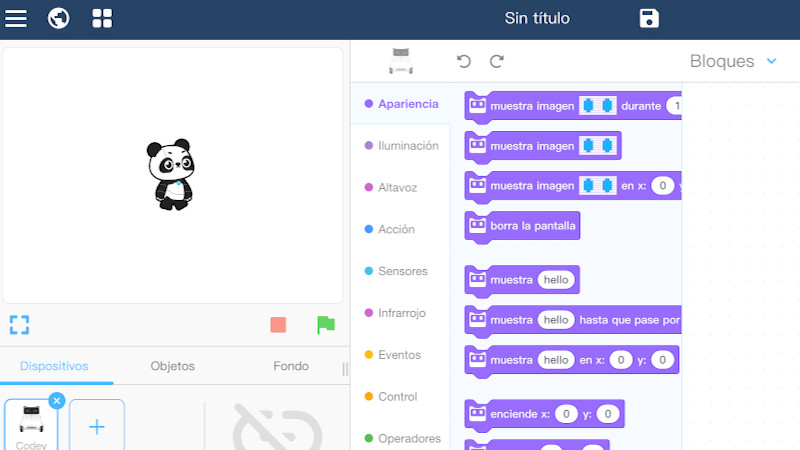 Sin título
Bloques
Apariencia
Iluminación
Altavoz
Acción
Sensores
Infrarrojo
Eventos
Control
Operadores
muestra imagen durante 1
muestra imagen
muestra imagen en x: 0 y
borra la pantalla
muestra hello
muestra hello hasta que pase por
muestra hello en x: 0 y: 0
enciende x: 0 y: 0
Dispositivos Objetos Fondo
Codey